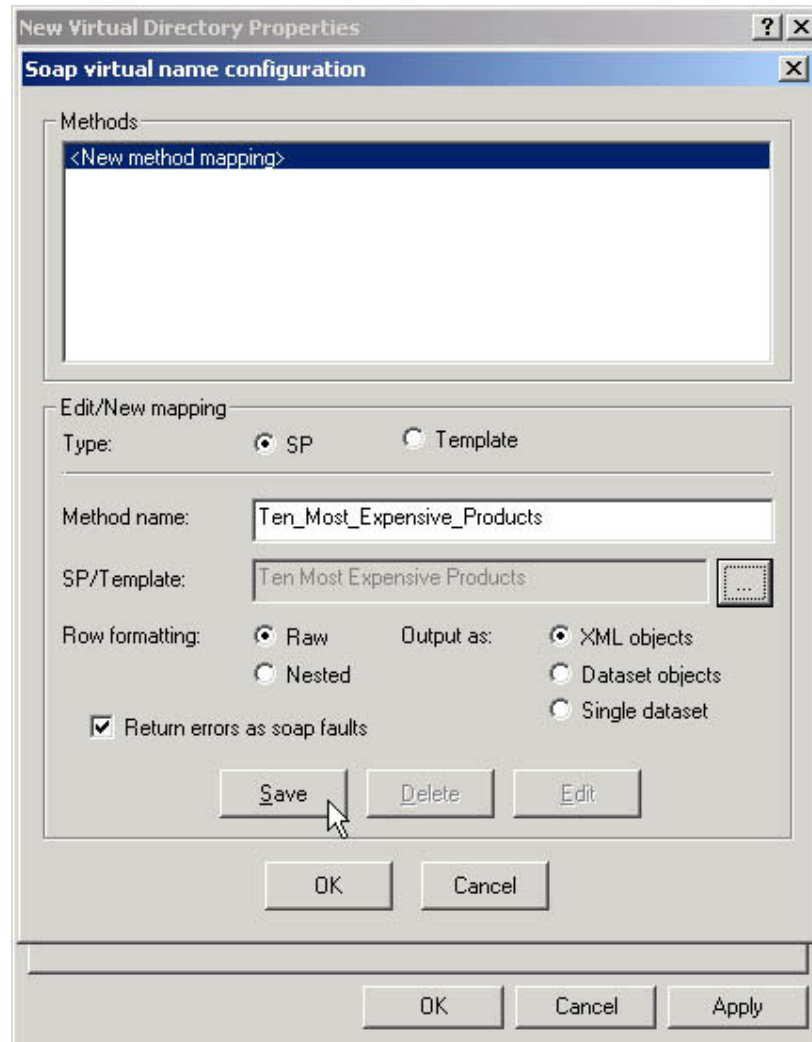 New Virtual Directory Properties
Soap virtual name configuration
Methods
<New method mapping>
Edit/New mapping
Type: SP Template
Method name: Ten_Most_Expensive_Products
SP/Template: Ten Most Expensive Products ...
Row formatting: Raw Output as: XML objects
Nested Dataset objects
Single dataset
Return errors as soap faults
Save Delete Edit
OK Cancel
OK Cancel Apply